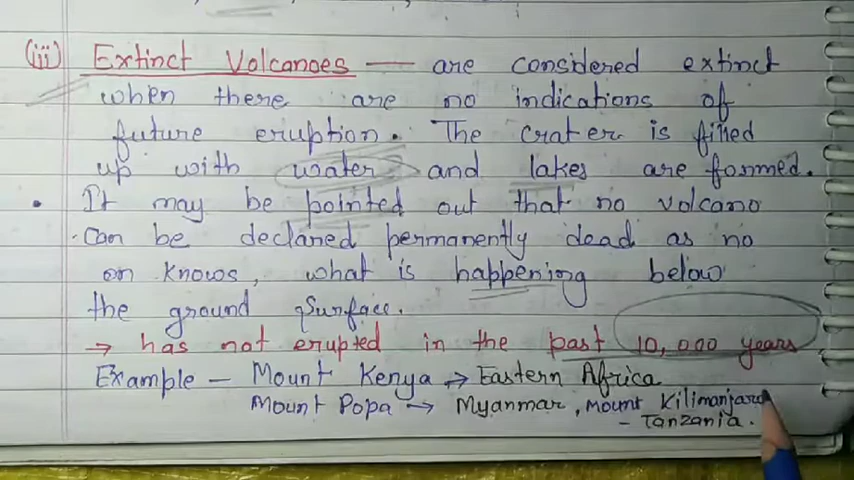 (iii) Extinct Volcanoes — are considered extinct
when there are no indications of
future eruption. The crater is filled
up with water and lakes are formed.
• It may be pointed out that no volcano
can be declared permanently dead as no
on knows, what is happening below
the ground surface.
→ has not erupted in the past 10,000 years
Example – Mount Kenya → Eastern Africa
Mount Popa → Myanmar, Mount Kilimanjaro
– Tanzania.